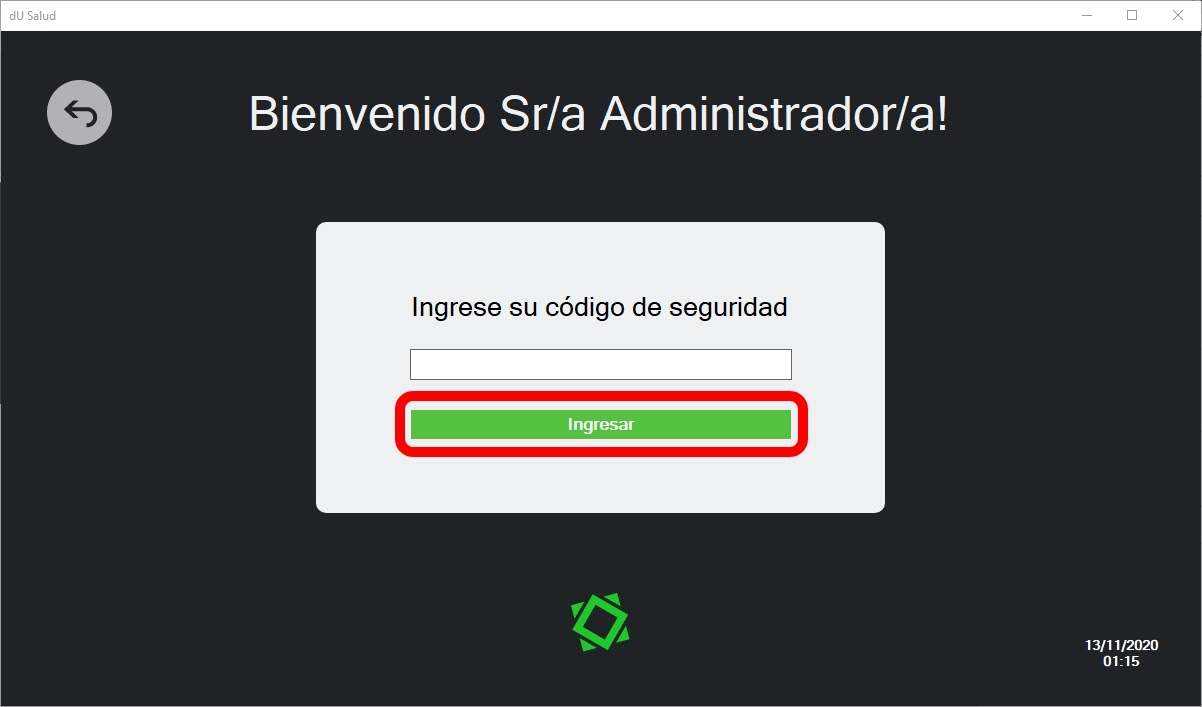 dU Salud
Bienvenido Sr/a Administrador/a!
Ingrese su código de seguridad
Ingresar
13/11/2020
01:15